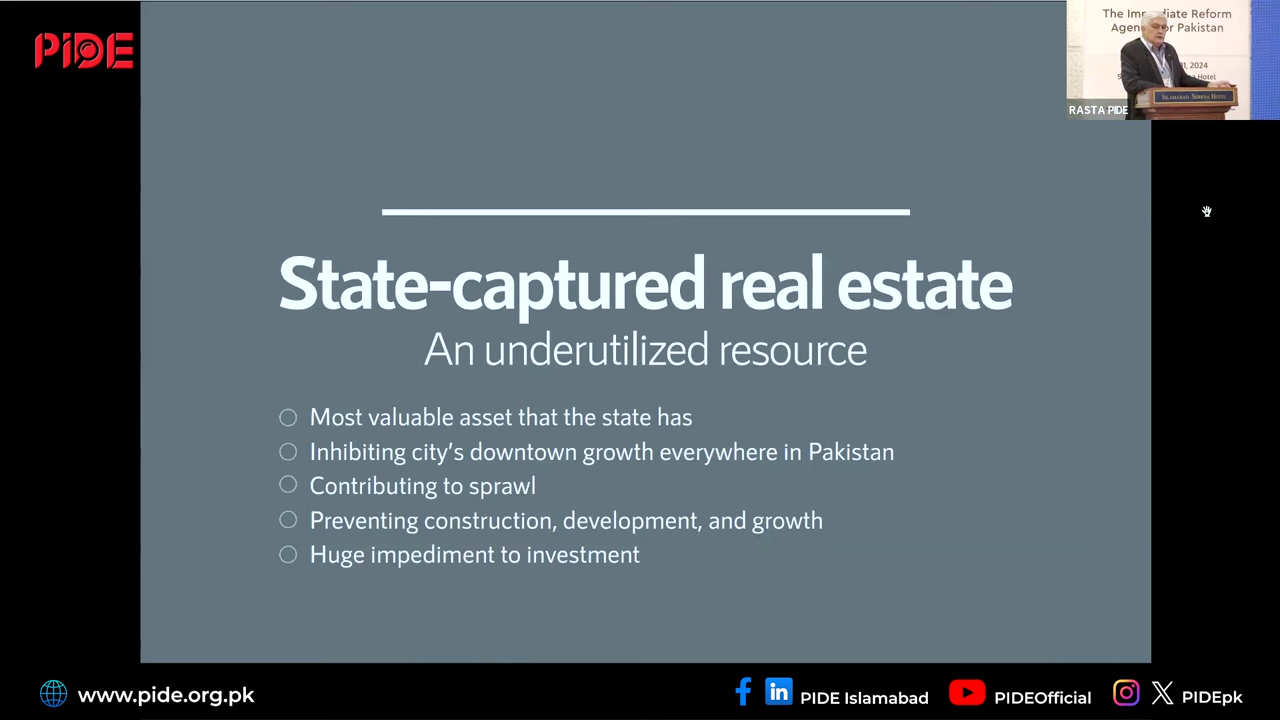 PIDE
The Immediate Reform
Agenda for Pakistan
2024
Hotel
ISLAMABAD SERENA HOTEL
RASTA PIDE
State-captured real estate
An underutilized resource
Most valuable asset that the state has
Inhibiting city's downtown growth everywhere in Pakistan
Contributing to sprawl
Preventing construction, development, and growth
Huge impediment to investment
www.pide.org.pk
PIDE Islamabad
PIDEOfficial
PIDEpk